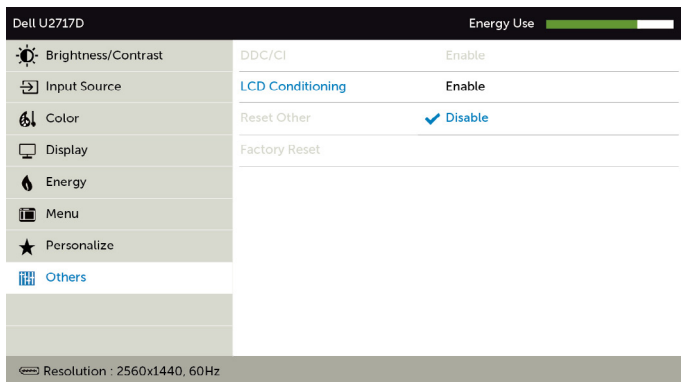 Dell U2717D Energy Use
Brightness/Contrast DDC/CI Enable
Input Source LCD Conditioning Enable
Color Reset Other Disable
Display Factory Reset
Energy
Menu
Personalize
Others
Resolution : 2560x1440, 60Hz